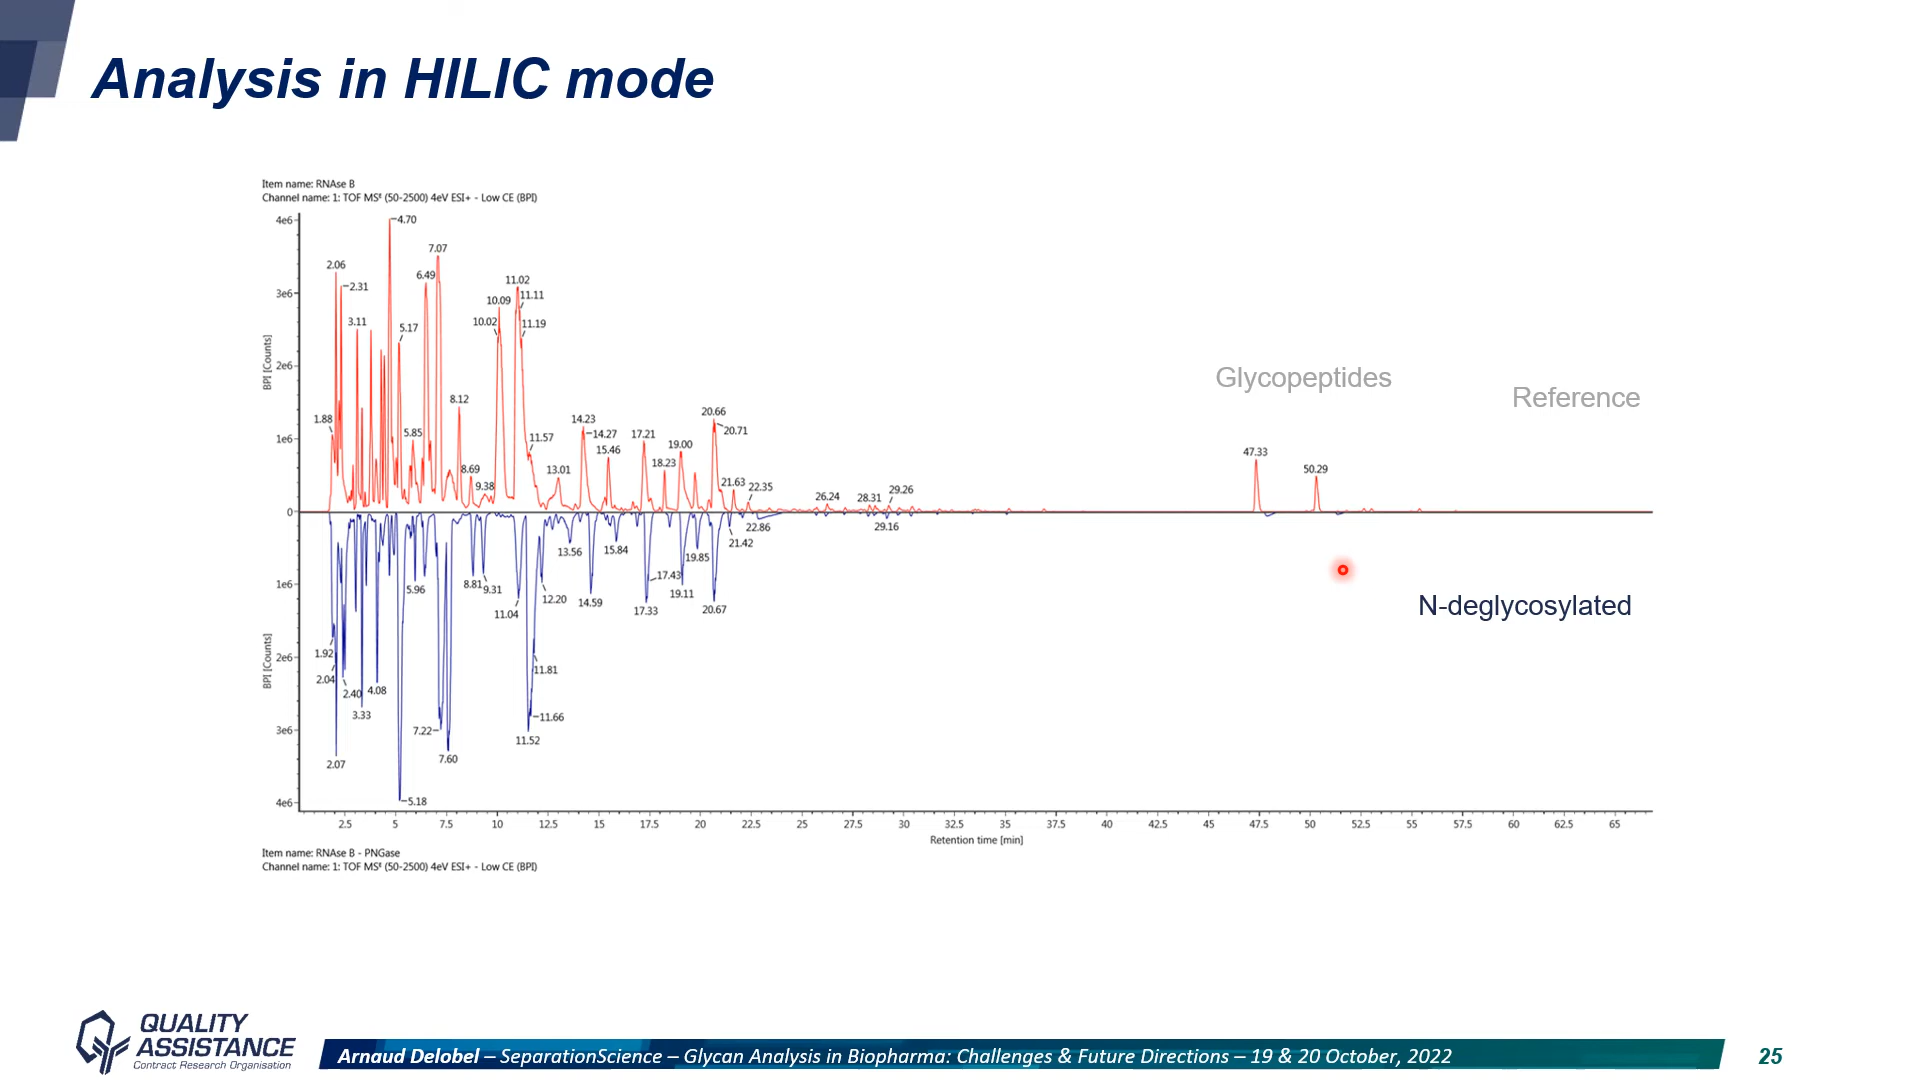 Analysis in HILIC mode
Item name: RNAse B
Channel name: 1: TOF MSᴱ (50-2500) 4eV ESI+ - Low CE (BPI)
BPI [Counts]
4e6
3e6
2e6
1e6
0
1e6
2e6
3e6
4e6
BPI [Counts]
1.88
2.06
2.31
3.11
4.70
5.17
5.85
6.49
7.07
8.12
8.69
9.38
10.02
10.09
11.02
11.11
11.19
11.57
13.01
14.23
14.27
15.46
17.21
18.23
19.00
20.66
20.71
21.63
22.35
26.24
28.31
29.26
47.33
50.29
Glycopeptides
Reference
1.92
2.04
2.07
2.40
3.33
4.08
5.18
5.96
7.22
7.60
8.81
9.31
11.04
11.52
11.66
11.81
12.20
13.56
14.59
15.84
17.33
17.43
19.11
19.85
20.67
21.42
22.86
29.16
N-deglycosylated
2.5 5 7.5 10 12.5 15 17.5 20 22.5 25 27.5 30 32.5 35 37.5 40 42.5 45 47.5 50 52.5 55 57.5 60 62.5 65
Retention time [min]
Item name: RNAse B - PNGase
Channel name: 1: TOF MSᴱ (50-2500) 4eV ESI+ - Low CE (BPI)
QUALITY
ASSISTANCE
Contract Research Organisation
Arnaud Delobel – SeparationScience – Glycan Analysis in Biopharma: Challenges & Future Directions – 19 & 20 October, 2022
25